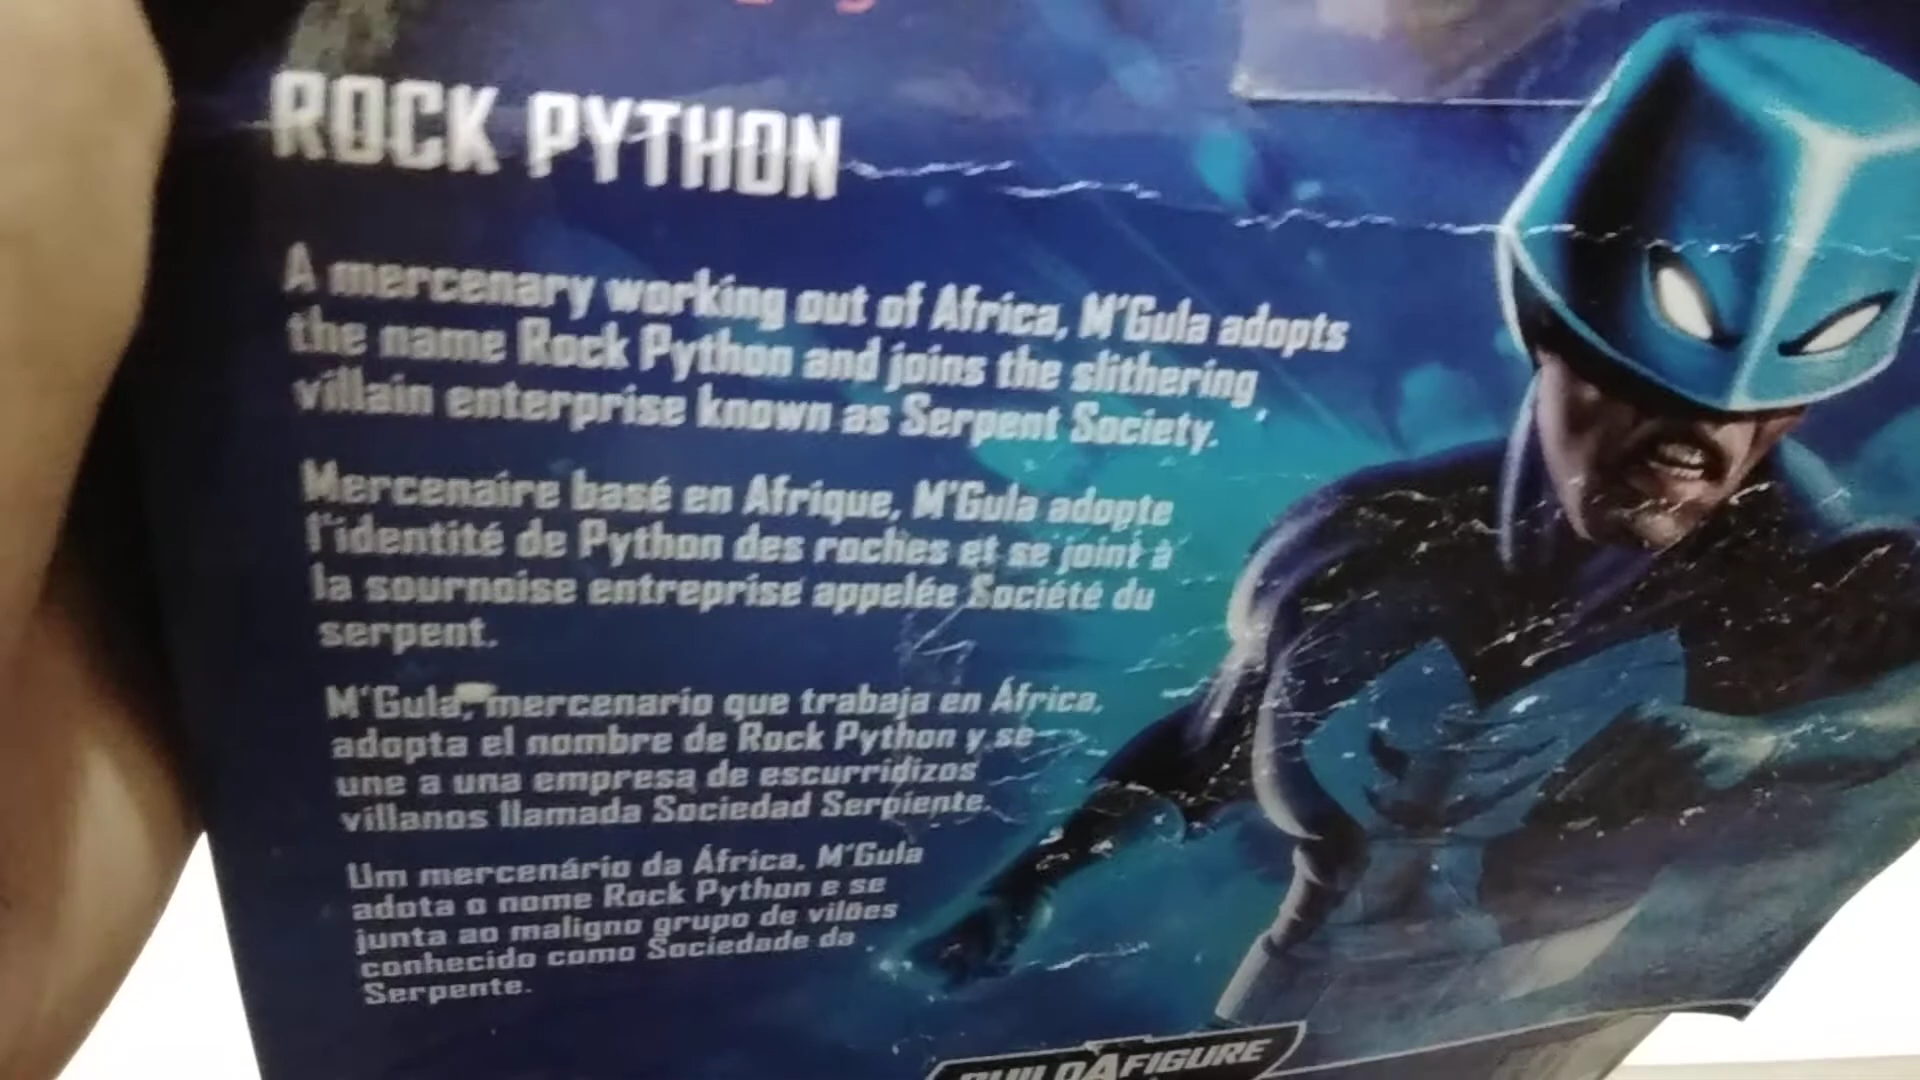 ROCK PYTHON
A mercenary working out of Africa, M'Gula adopts
the name Rock Python and joins the slithering
villain enterprise known as Serpent Society.
Mercenaire basé en Afrique, M'Gula adopte
l'identité de Python des roches et se joint à
la sournoise entreprise appelée Société du
serpent.
M'Gula, mercenario que trabaja en África,
adopta el nombre de Rock Python y se
une a una empresa de escurridizos
villanos llamada Sociedad Serpiente.
Um mercenário da África, M'Gula
adota o nome Rock Python e se
junta ao maligno grupo de vilões
conhecido como Sociedade da
Serpente.
BUILDAFIGURE